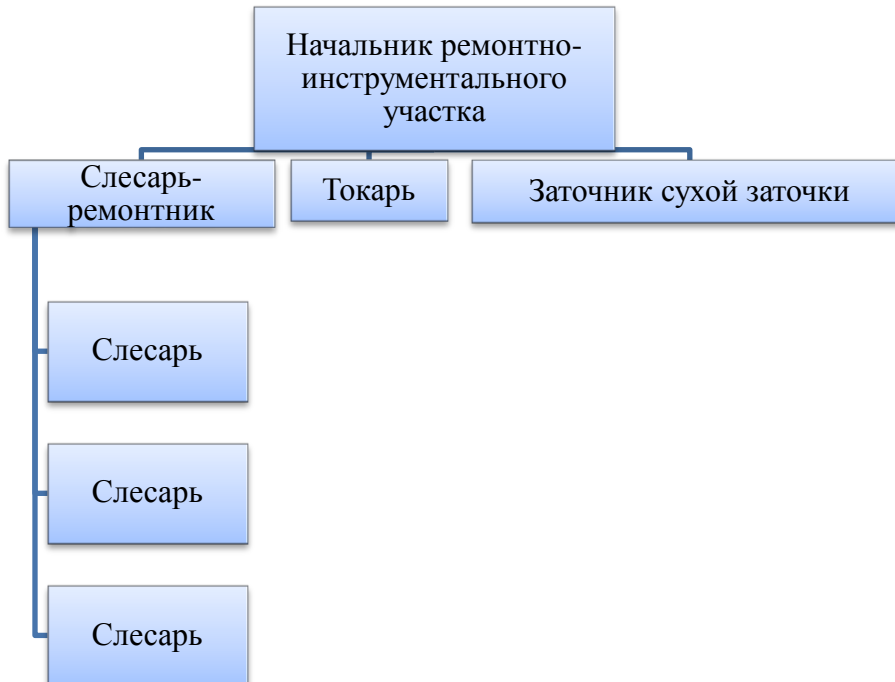 Начальник ремонтно-
инструментального
участка
Слесарь-
ремонтник
Токарь
Заточник сухой заточки
Слесарь
Слесарь
Слесарь